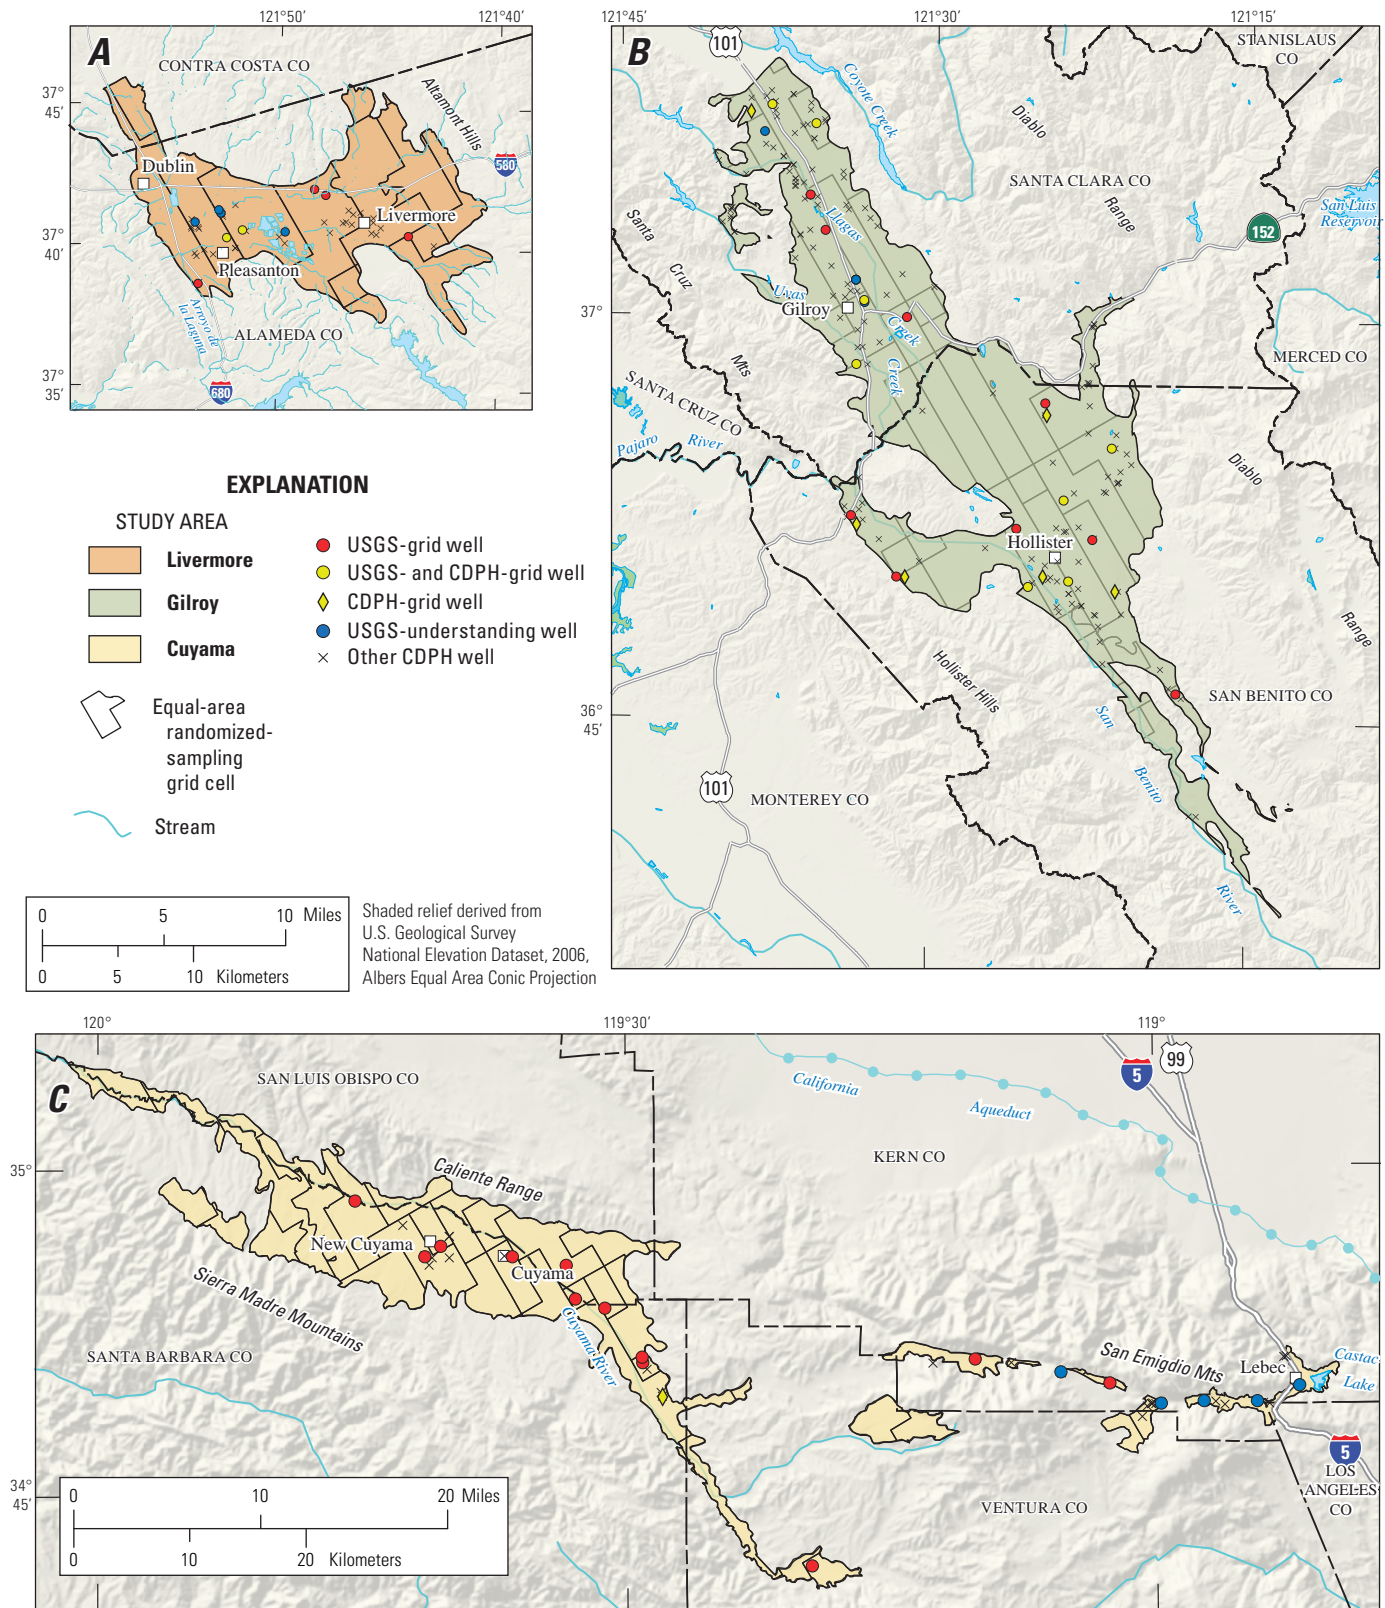 121°50′
121°40′
A
CONTRA COSTA CO
37°
45′
Altamont Hills
580
Dublin
Livermore
37°
40′
Pleasanton
Arroyo de
la Laguna
ALAMEDA CO
37°
35′
680
121°45′
121°30′
121°15′
101
B
STANISLAUS
CO
Coyote Creek
Diablo
SANTA CLARA CO
Range
San Luis
Reservoir
152
Santa
Cruz
Mts
Llagas
Creek
Uvas
Creek
Gilroy
37°
MERCED CO
SANTA CRUZ CO
Pajaro
River
Diablo
Hollister
Range
Hollister Hills
SAN BENITO CO
36°
45′
San
Benito
River
101
MONTEREY CO
EXPLANATION
STUDY AREA
Livermore
Gilroy
Cuyama
Equal-area
randomized-
sampling
grid cell
Stream
USGS-grid well
USGS- and CDPH-grid well
CDPH-grid well
USGS-understanding well
Other CDPH well
0 5 10 Miles
0 5 10 Kilometers
Shaded relief derived from
U.S. Geological Survey
National Elevation Dataset, 2006,
Albers Equal Area Conic Projection
120°
119°30′
119°
C
SAN LUIS OBISPO CO
California
Aqueduct
5
99
KERN CO
35°
Caliente Range
New Cuyama
Cuyama
Sierra Madre Mountains
Cuyama River
SANTA BARBARA CO
San Emigdio Mts
Lebec
Castac
Lake
5
LOS
ANGELES
CO
VENTURA CO
34°
45′
0 10 20 Miles
0 10 20 Kilometers